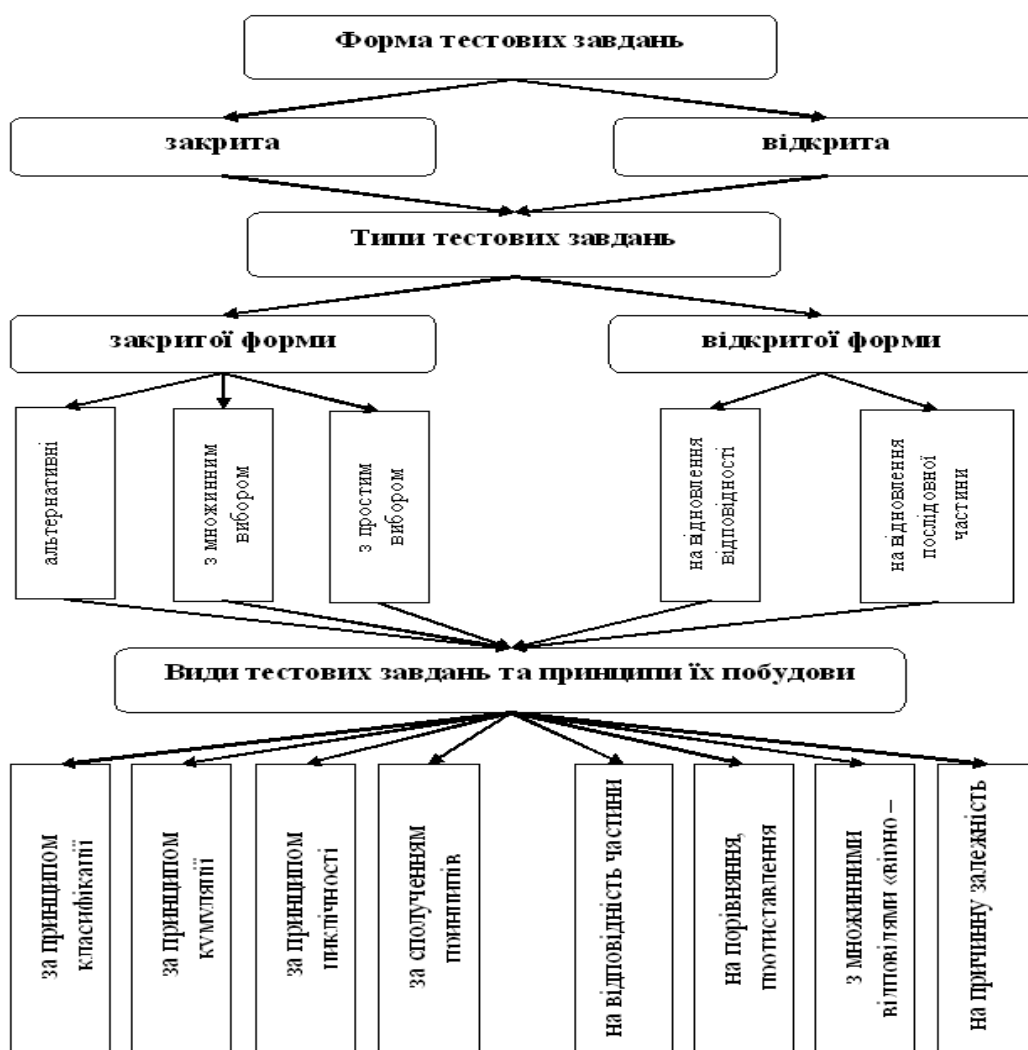 Форма тестових завдань
закрита
відкрита
Типи тестових завдань
закритої форми
відкритої форми
альтернативні
з множинним
вибором
з простим
вибором
на відновлення
відповідності
на відновлення
послідовної
частини
Види тестових завдань та принципи їх побудови
за принципом
класифікації
за принципом
кумуляції
за принципом
циклічності
за сполученням
принципів
на відповідність частини
на порівняння,
протиставлення
з множинними
відповідями «вірно –
на причинну залежність